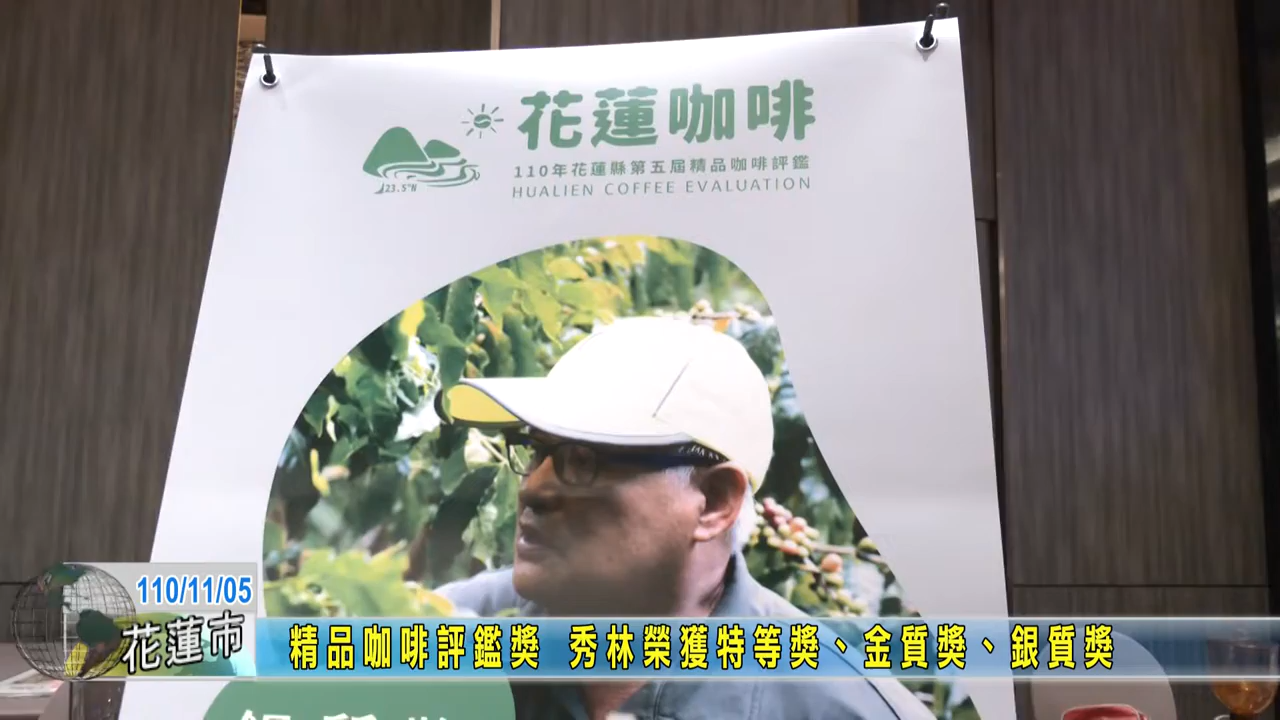 花蓮咖啡
110年花蓮縣第五屆精品咖啡評鑑
HUALIEN COFFEE EVALUATION
23.5°N
110/11/05
花蓮市
精品咖啡評鑑獎 秀林榮獲特等獎、金質獎、銀質獎